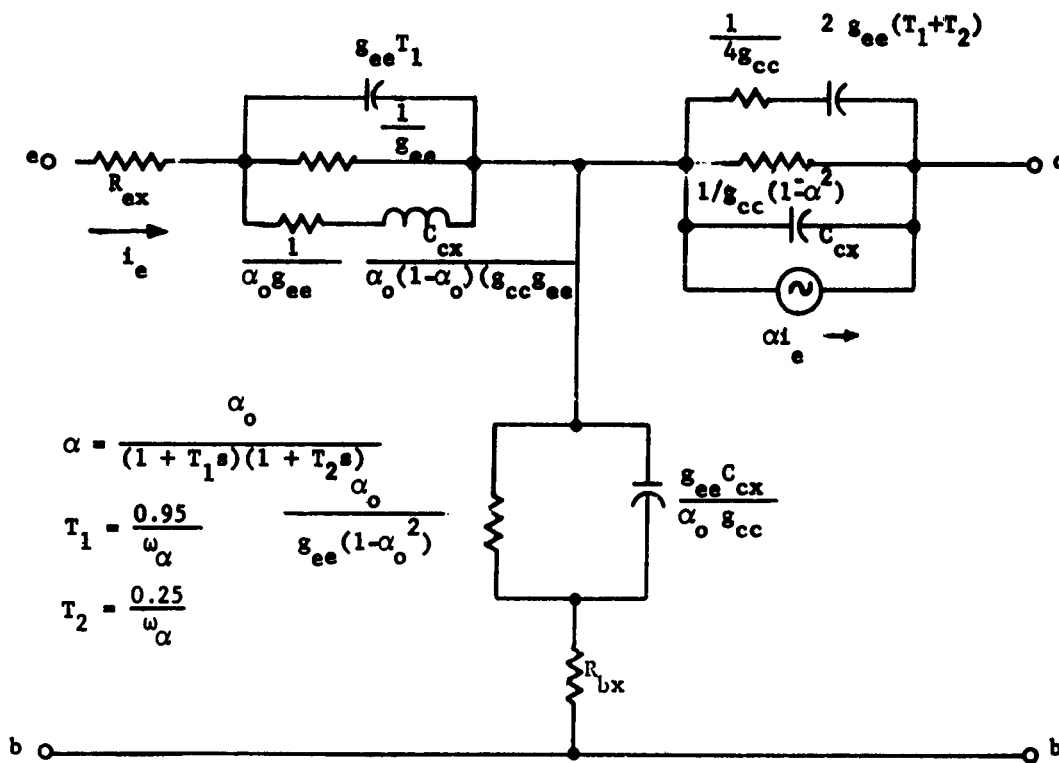 g_ee T_1
1/4g_cc
2 g_ee(T_1+T_2)
1/g_ee
e
R_ex
c
1/g_cc(1-α^2)
i_e
1/α_o g_ee
C_cx/α_o(1-α_o)(g_cc g_ee
C_cx
αi_e
α = α_o/(1 + T_1 s)(1 + T_2 s)
T_1 = 0.95/ω_α
α_o/g_ee(1-α_o^2)
g_ee C_cx/α_o g_cc
T_2 = 0.25/ω_α
R_bx
b
b